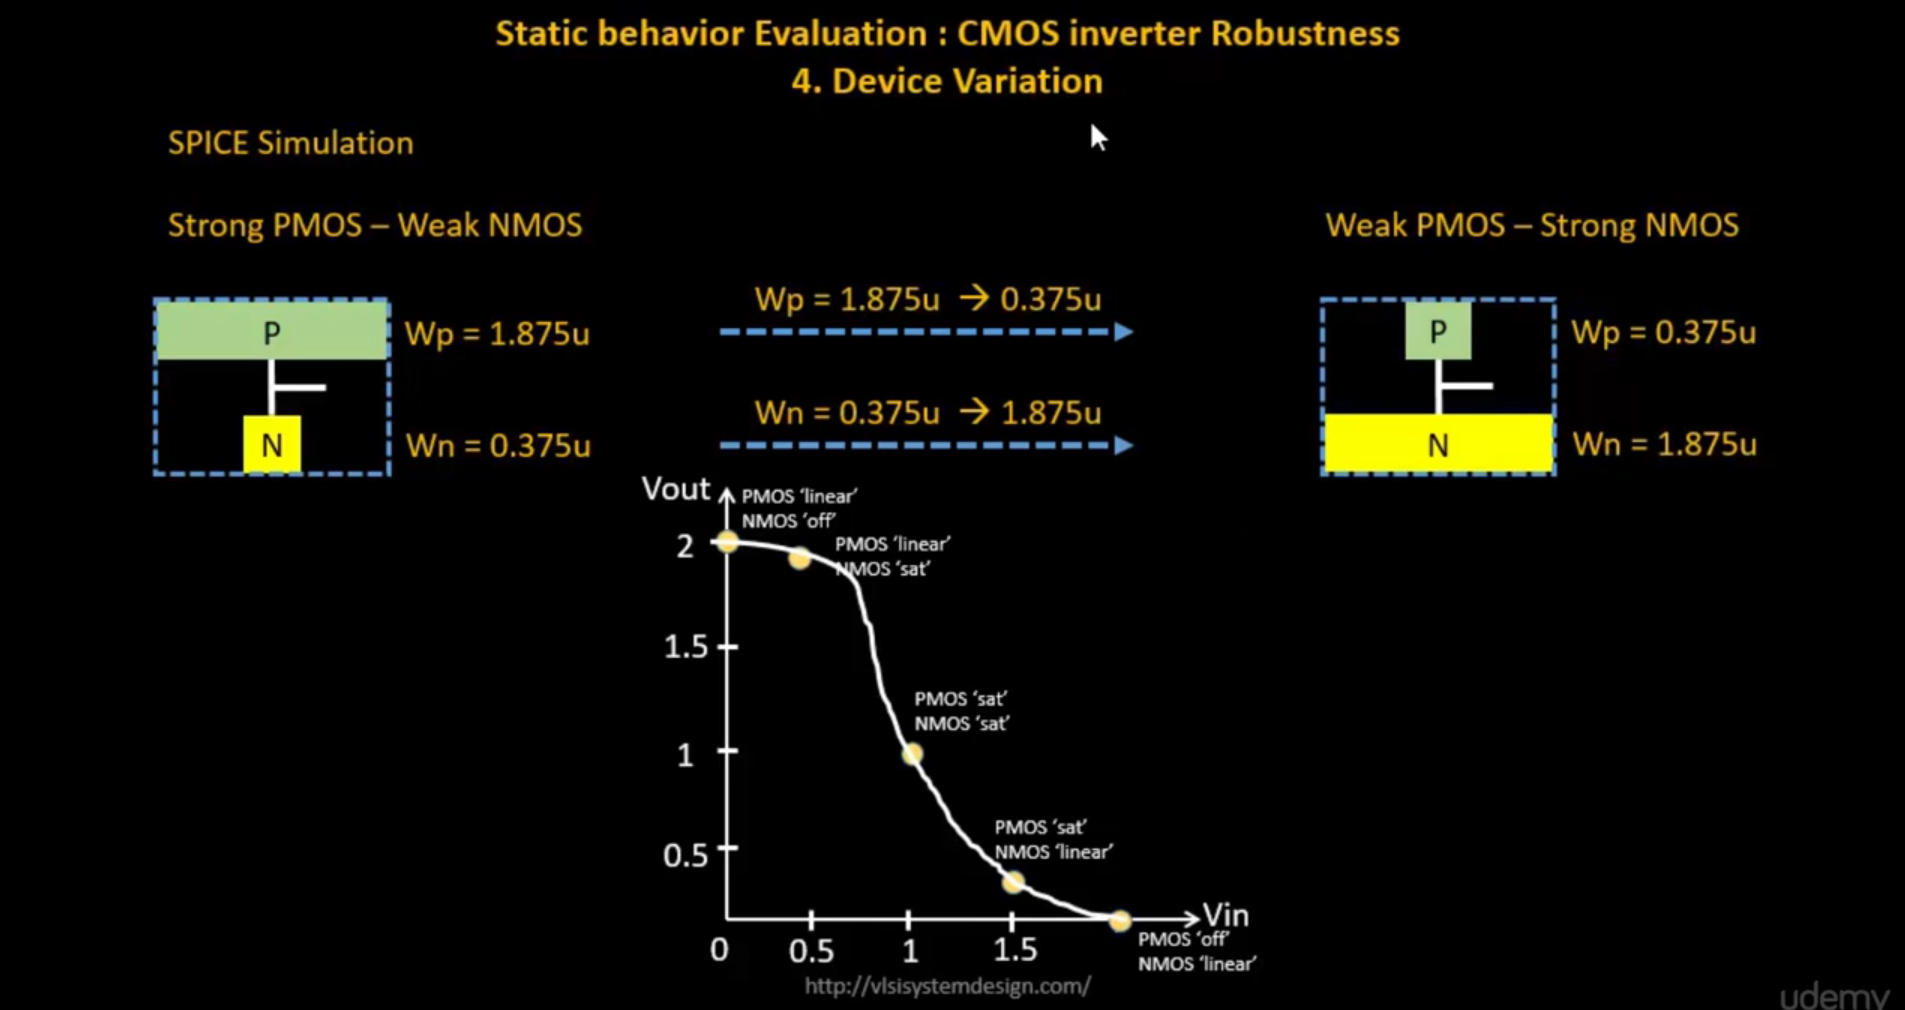 Static behavior Evaluation : CMOS inverter Robustness
4. Device Variation
SPICE Simulation
Strong PMOS – Weak NMOS
Weak PMOS – Strong NMOS
P
Wp = 1.875u
N
Wn = 0.375u
Wp = 1.875u → 0.375u
Wn = 0.375u → 1.875u
P
Wp = 0.375u
N
Wn = 1.875u
Vout
PMOS ‘linear’
NMOS ‘off’
2
PMOS ‘linear’
NMOS ‘sat’
1.5
PMOS ‘sat’
NMOS ‘sat’
1
PMOS ‘sat’
NMOS ‘linear’
0.5
Vin
0
0.5
1
1.5
PMOS ‘off’
NMOS ‘linear’
http://vlsisystemdesign.com/
udemy